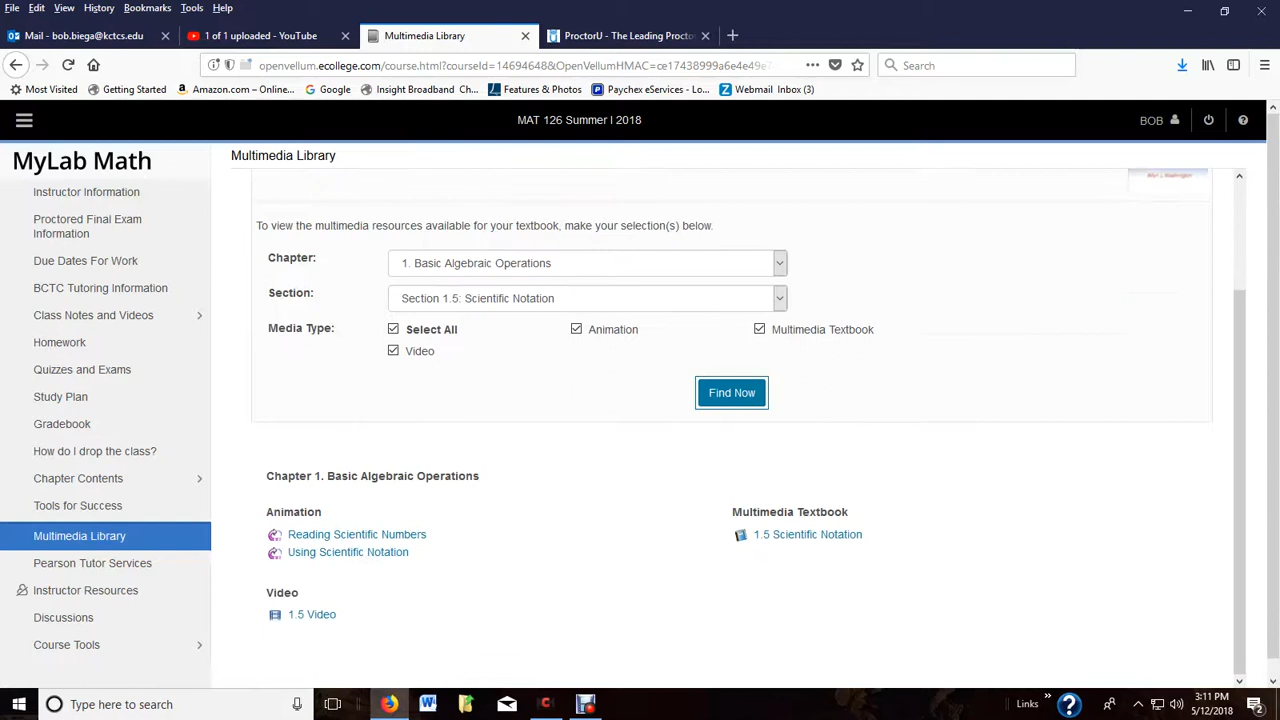 File Edit View History Bookmarks Tools Help
Mail - bob.biega@kctcs.edu
1 of 1 uploaded - YouTube
Multimedia Library
ProctorU - The Leading Procto
openvellum.ecollege.com/course.html?courseId=14694648&OpenVellumHMAC=ce17438999a6e4e49e7
Search
Most Visited Getting Started Amazon.com – Online... Google Insight Broadband Ch... Features & Photos Paychex eServices - Lo... Webmail Inbox (3)
MAT 126 Summer I 2018
BOB
MyLab Math
Instructor Information
Proctored Final Exam
Information
Due Dates For Work
BCTC Tutoring Information
Class Notes and Videos
Homework
Quizzes and Exams
Study Plan
Gradebook
How do I drop the class?
Chapter Contents
Tools for Success
Multimedia Library
Pearson Tutor Services
Instructor Resources
Discussions
Course Tools
Multimedia Library
To view the multimedia resources available for your textbook, make your selection(s) below.
Chapter: 1. Basic Algebraic Operations
Section: Section 1.5: Scientific Notation
Media Type: Select All Animation Multimedia Textbook
Video
Find Now
Chapter 1. Basic Algebraic Operations
Animation
Reading Scientific Numbers
Using Scientific Notation
Multimedia Textbook
1.5 Scientific Notation
Video
1.5 Video
Type here to search
Links
3:11 PM
5/12/2018
2